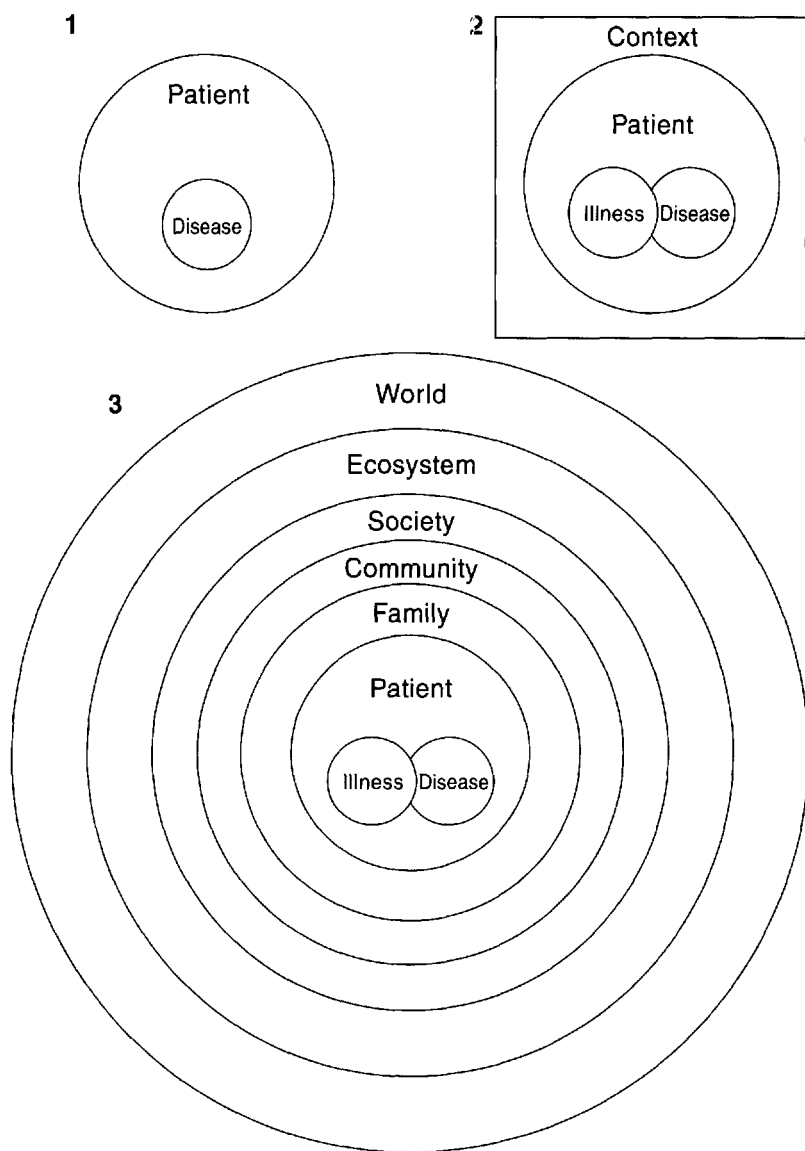 1
Patient
Disease
2
Context
Patient
Illness Disease
3
World
Ecosystem
Society
Community
Family
Patient
Illness Disease